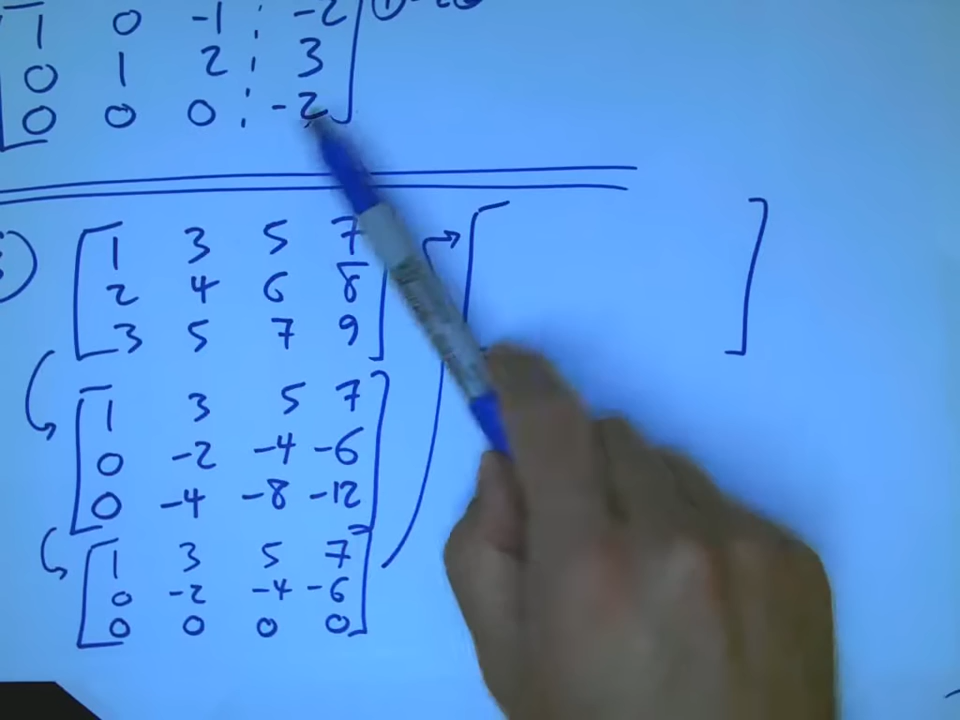 1 0 -1 ¦ -2
0 1 2 ¦ 3
0 0 0 ¦ -2
1 3 5 7
2 4 6 8
3 5 7 9
1 3 5 7
0 -2 -4 -6
0 -4 -8 -12
1 3 5 7
0 -2 -4 -6
0 0 0 0